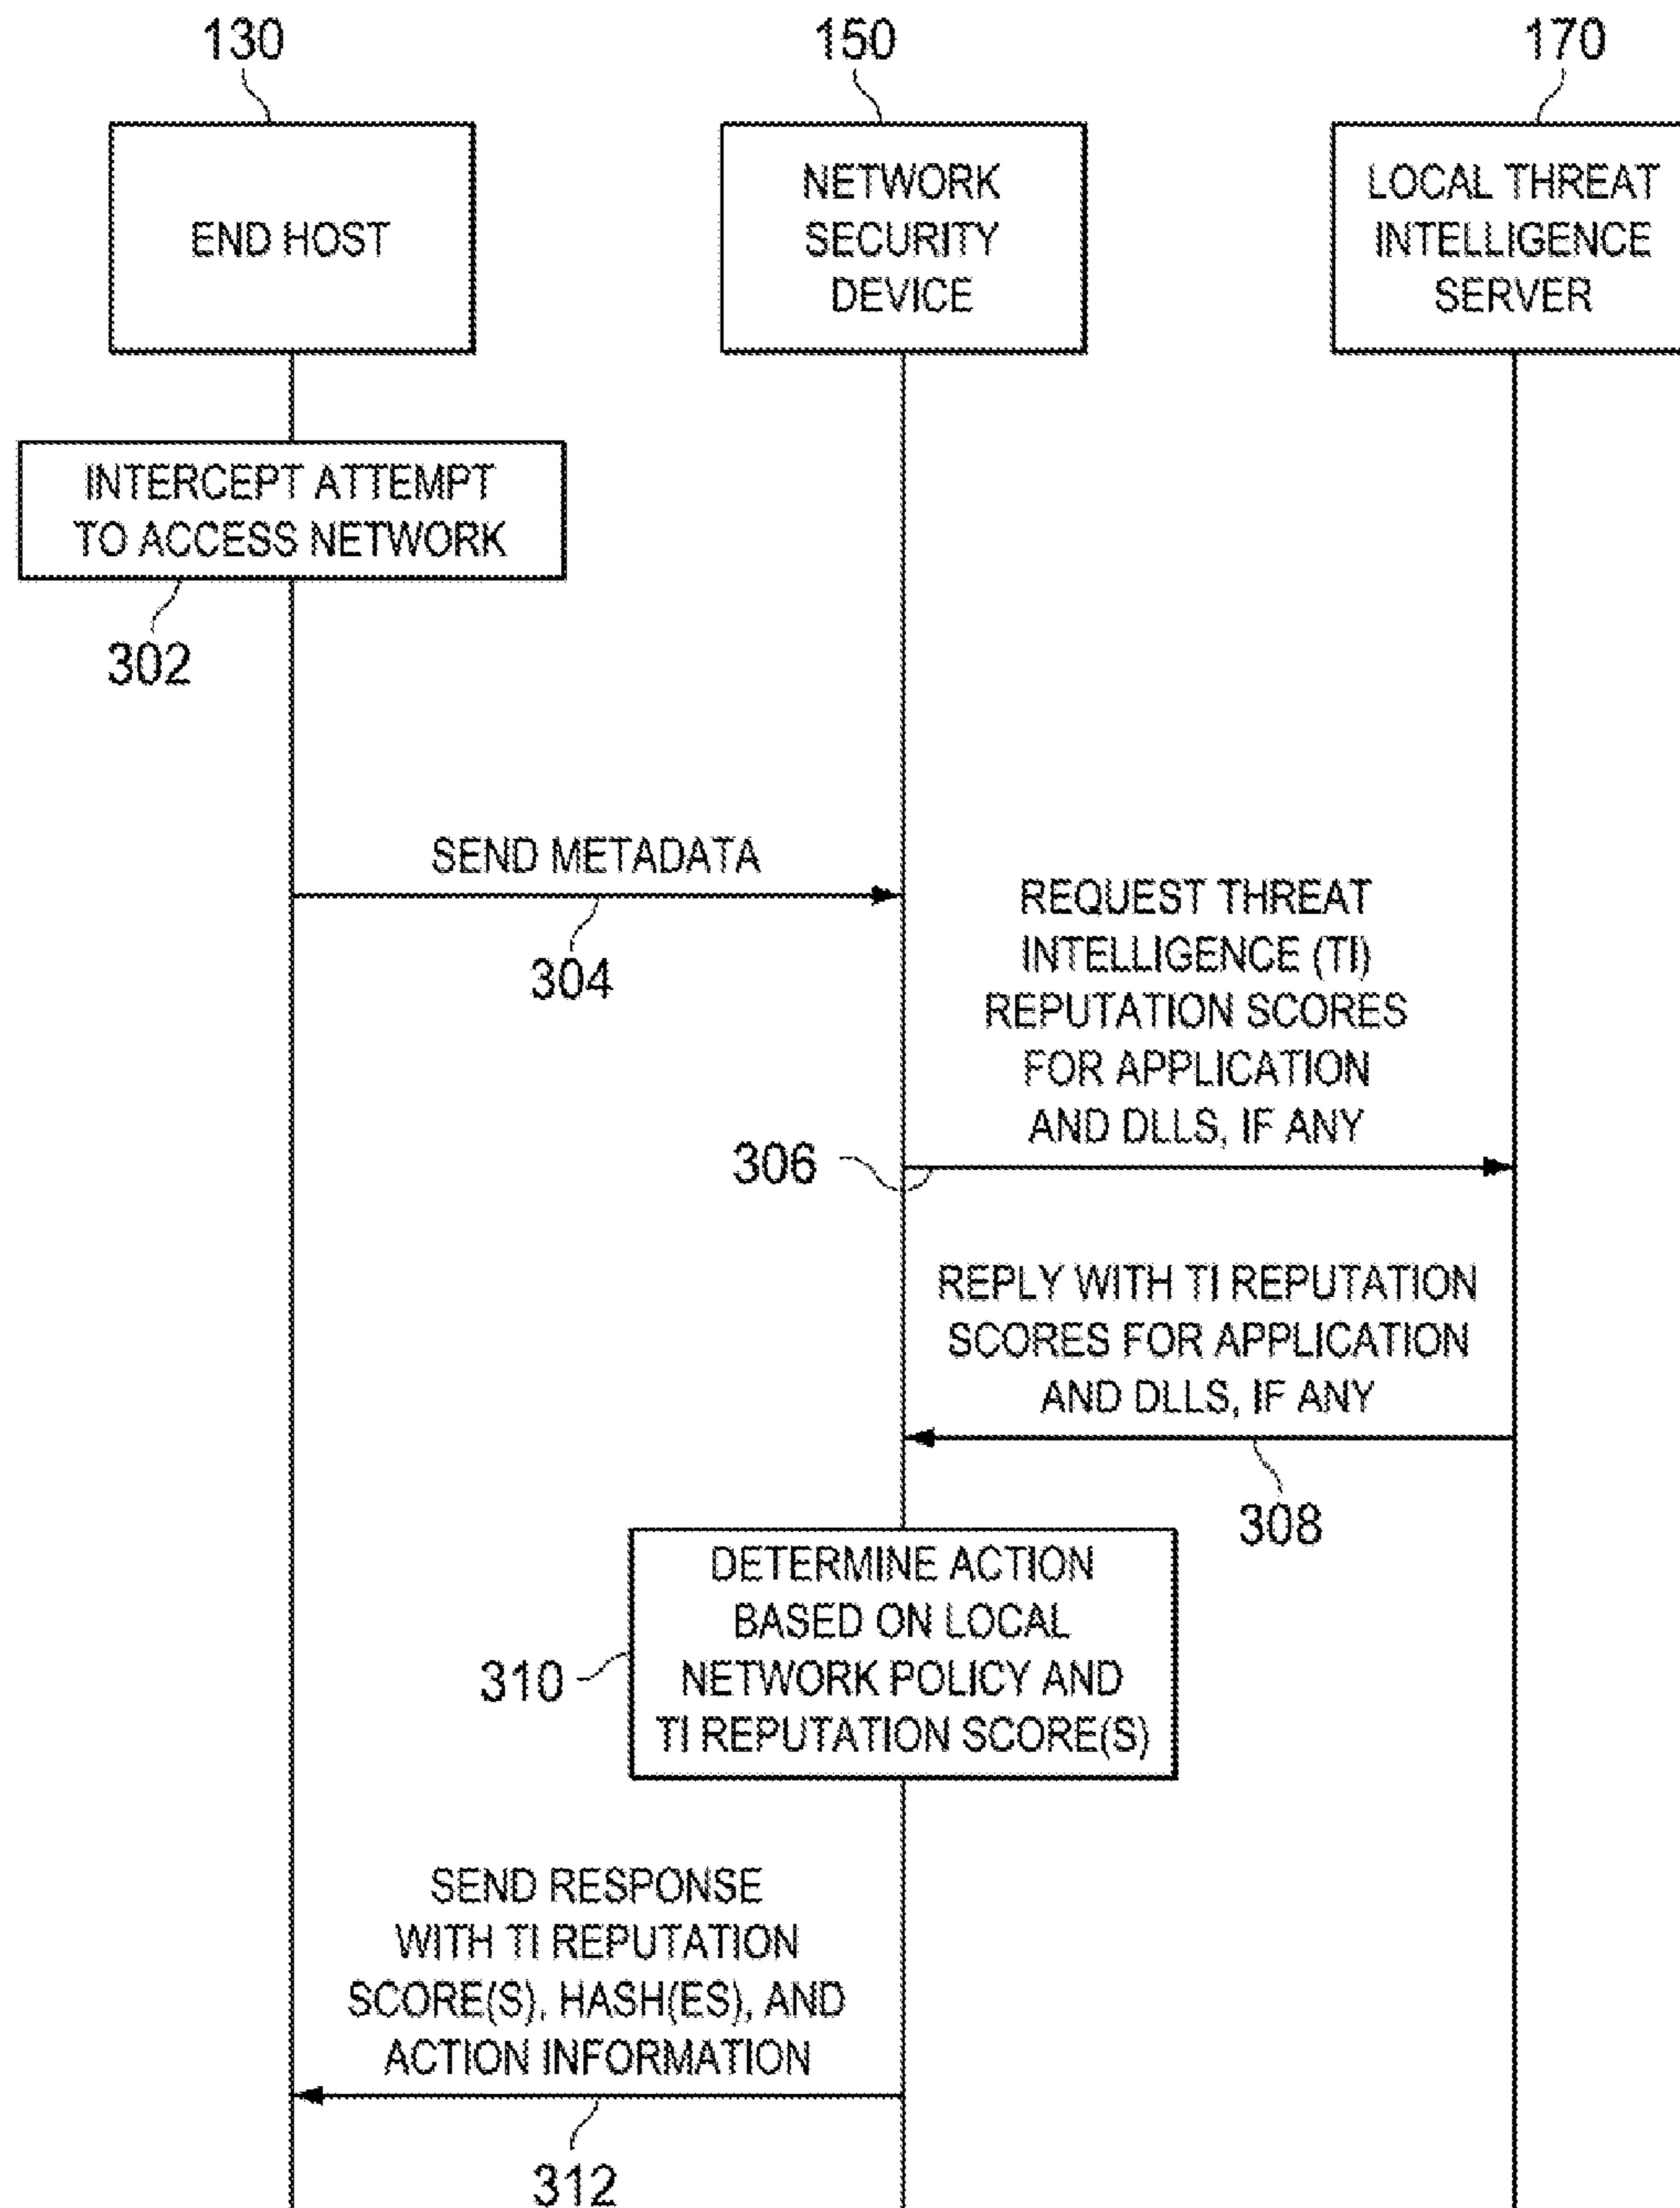 130
150
170
END HOST
NETWORK
SECURITY
DEVICE
LOCAL THREAT
INTELLIGENCE
SERVER
INTERCEPT ATTEMPT
TO ACCESS NETWORK
302
SEND METADATA
304
REQUEST THREAT
INTELLIGENCE (TI)
REPUTATION SCORES
FOR APPLICATION
AND DLLS, IF ANY
306
REPLY WITH TI REPUTATION
SCORES FOR APPLICATION
AND DLLS, IF ANY
308
DETERMINE ACTION
BASED ON LOCAL
NETWORK POLICY AND
TI REPUTATION SCORE(S)
310
SEND RESPONSE
WITH TI REPUTATION
SCORE(S), HASH(ES), AND
ACTION INFORMATION
312